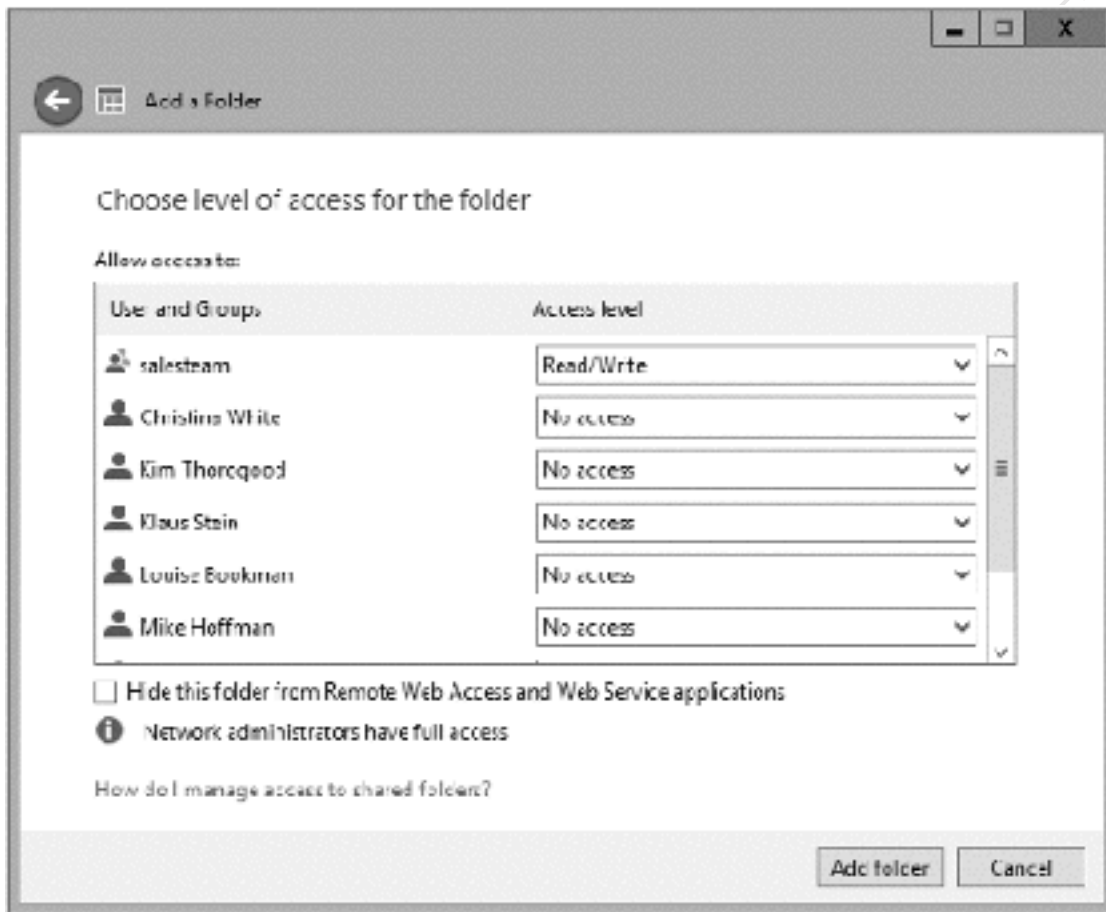 Add a Folder
Choose level of access for the folder
Allow access to:
User and Groups Access level
salesteam Read/Write
Christina White No access
Kim Thorogood No access
Klaus Stein No access
Louise Bookman No access
Mike Hoffman No access
Hide this folder from Remote Web Access and Web Service applications
Network administrators have full access
How do I manage access to shared folders?
Add folder Cancel